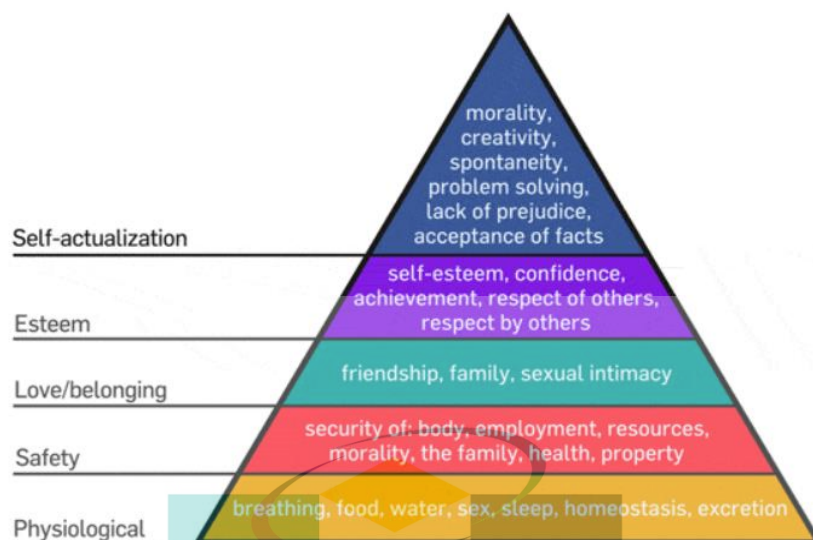 morality,
creativity,
spontaneity,
problem solving,
lack of prejudice,
acceptance of facts
Self-actualization
self-esteem, confidence,
achievement, respect of others,
respect by others
Esteem
friendship, family, sexual intimacy
Love/belonging
security of: body, employment, resources,
morality, the family, health, property
Safety
breathing, food, water, sex, sleep, homeostasis, excretion
Physiological